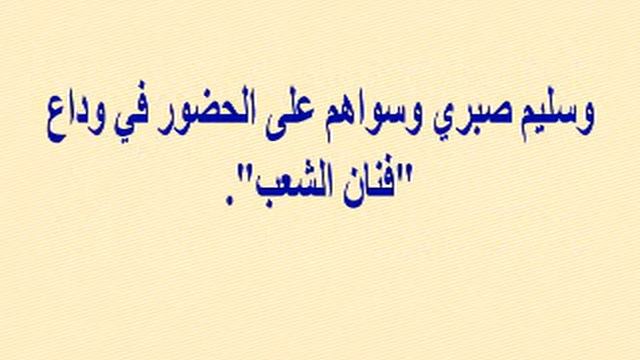 وسليم صبري وسواهم على الحضور في وداع
"فنان الشعب".